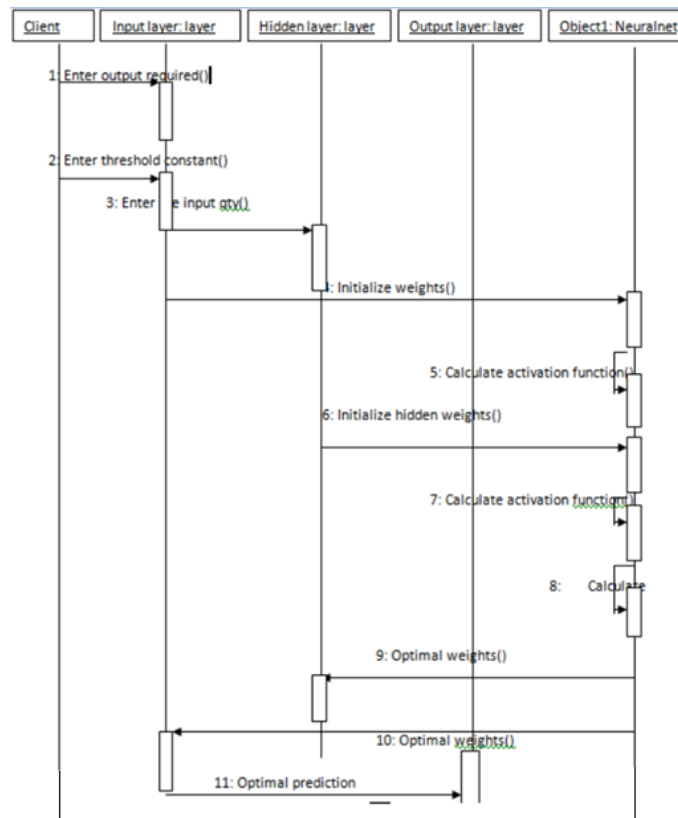 Client
Input layer: layer
Hidden layer: layer
Output layer: layer
Object1: Neuralnet
1: Enter output required()
2: Enter threshold constant()
3: Enter e input qty()
4: Initialize weights()
5: Calculate activation function()
6: Initialize hidden weights()
7: Calculate activation function()
8: Calculate
9: Optimal weights()
10: Optimal weights()
11: Optimal prediction